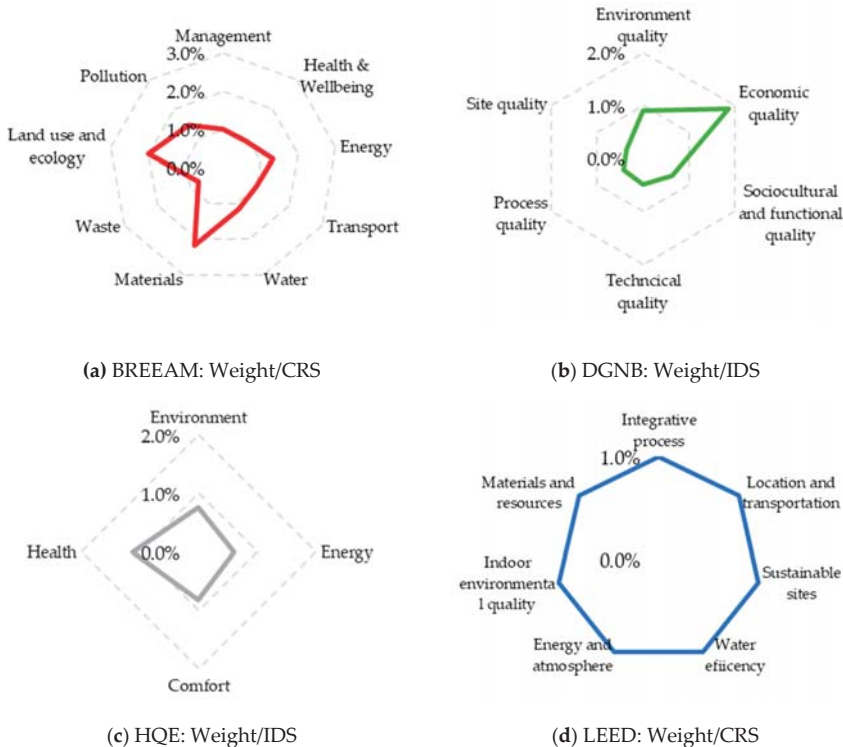 Management
3.0%
Health &
Wellbeing
Pollution
2.0%
1.0%
Land use and
ecology
Energy
0.0%
Waste
Transport
Materials
Water
(a) BREEAM: Weight/CRS
Environment
quality
2.0%
Economic
quality
Site quality
1.0%
0.0%
Process
quality
Sociocultural
and functional
quality
Techncical
quality
(b) DGNB: Weight/IDS
Environment
2.0%
1.0%
Health
0.0%
Energy
Comfort
(c) HQE: Weight/IDS
Integrative
process
1.0%
Materials and
resources
Location and
transportation
0.0%
Indoor
environmenta
l quality
Sustainable
sites
Energy and
atmosphere
Water
efiicency
(d) LEED: Weight/CRS